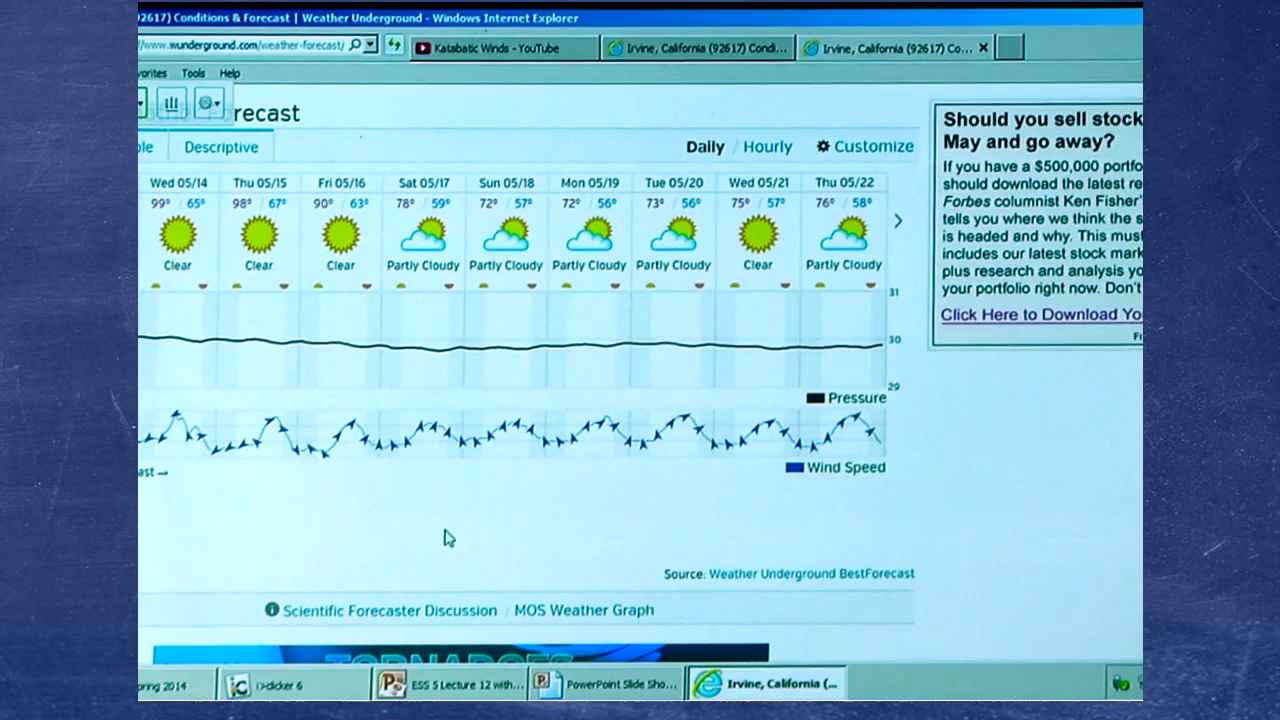 92617) Conditions & Forecast | Weather Underground - Windows Internet Explorer
//www.wunderground.com/weather-forecast/
Katabatic Winds - YouTube
Irvine, California (92617) Condi...
Irvine, California (92617) Co...
vorites Tools Help
recast
ble Descriptive
Daily / Hourly Customize
Wed 05/14 Thu 05/15 Fri 05/16 Sat 05/17 Sun 05/18 Mon 05/19 Tue 05/20 Wed 05/21 Thu 05/22
99° / 65° 98° / 67° 90° / 63° 78° / 59° 72° / 57° 72° / 56° 73° / 56° 75° / 57° 76° / 58°
Clear Clear Clear Partly Cloudy Partly Cloudy Partly Cloudy Partly Cloudy Clear Partly Cloudy
31
30
29
Pressure
Wind Speed
ast
Source: Weather Underground BestForecast
Scientific Forecaster Discussion / MOS Weather Graph
TORNADOES
Should you sell stock
May and go away?
If you have a $500,000 portfo
should download the latest re
Forbes columnist Ken Fisher'
tells you where we think the s
is headed and why. This must
includes our latest stock mark
plus research and analysis yo
your portfolio right now. Don't
Click Here to Download Yo
Fi
pring 2014
i>clicker 6
ESS 5 Lecture 12 with...
PowerPoint Slide Sho...
Irvine, California (...